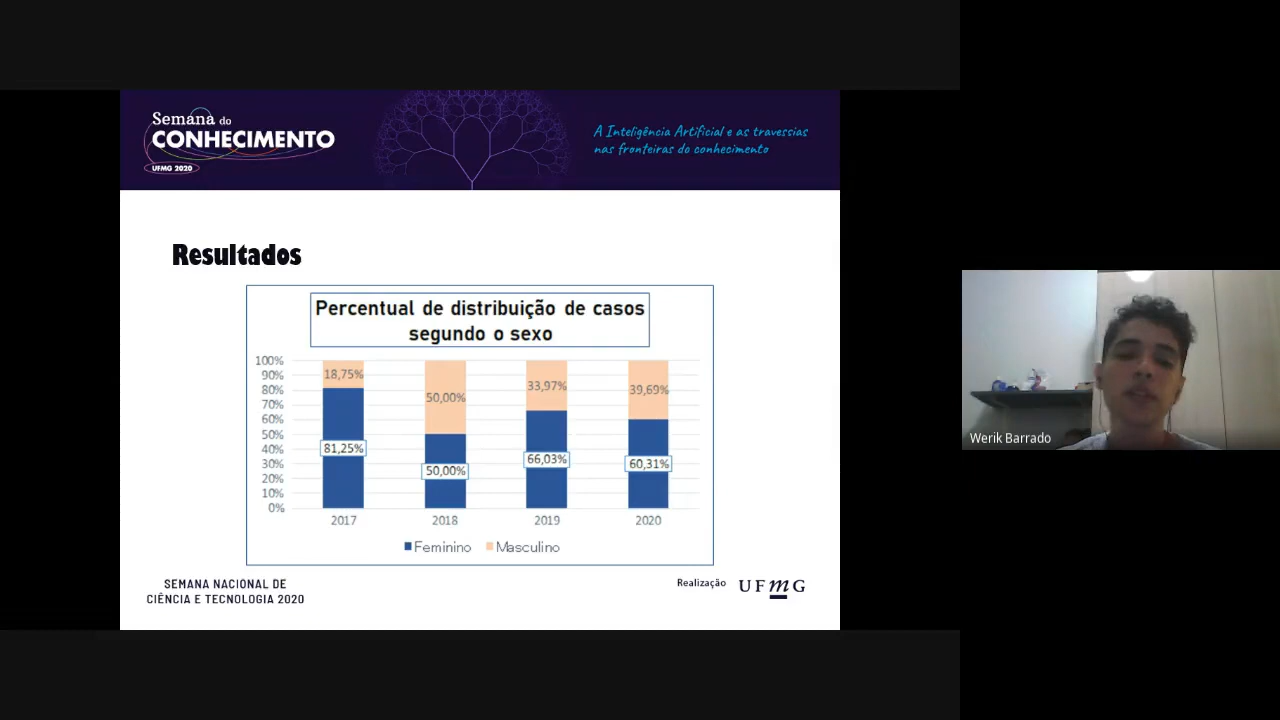 Semana do
CONHECIMENTO
UFMG 2020
A Inteligência Artificial e as travessias
nas fronteiras do conhecimento
Resultados
Percentual de distribuição de casos
segundo o sexo
100%
90%
80%
70%
60%
50%
40%
30%
20%
10%
0%
18,75%
50,00%
33,97%
39,69%
81,25%
50,00%
66,03%
60,31%
2017
2018
2019
2020
Feminino
Masculino
SEMANA NACIONAL DE
CIÊNCIA E TECNOLOGIA 2020
Realização
UFmG
Werik Barrado